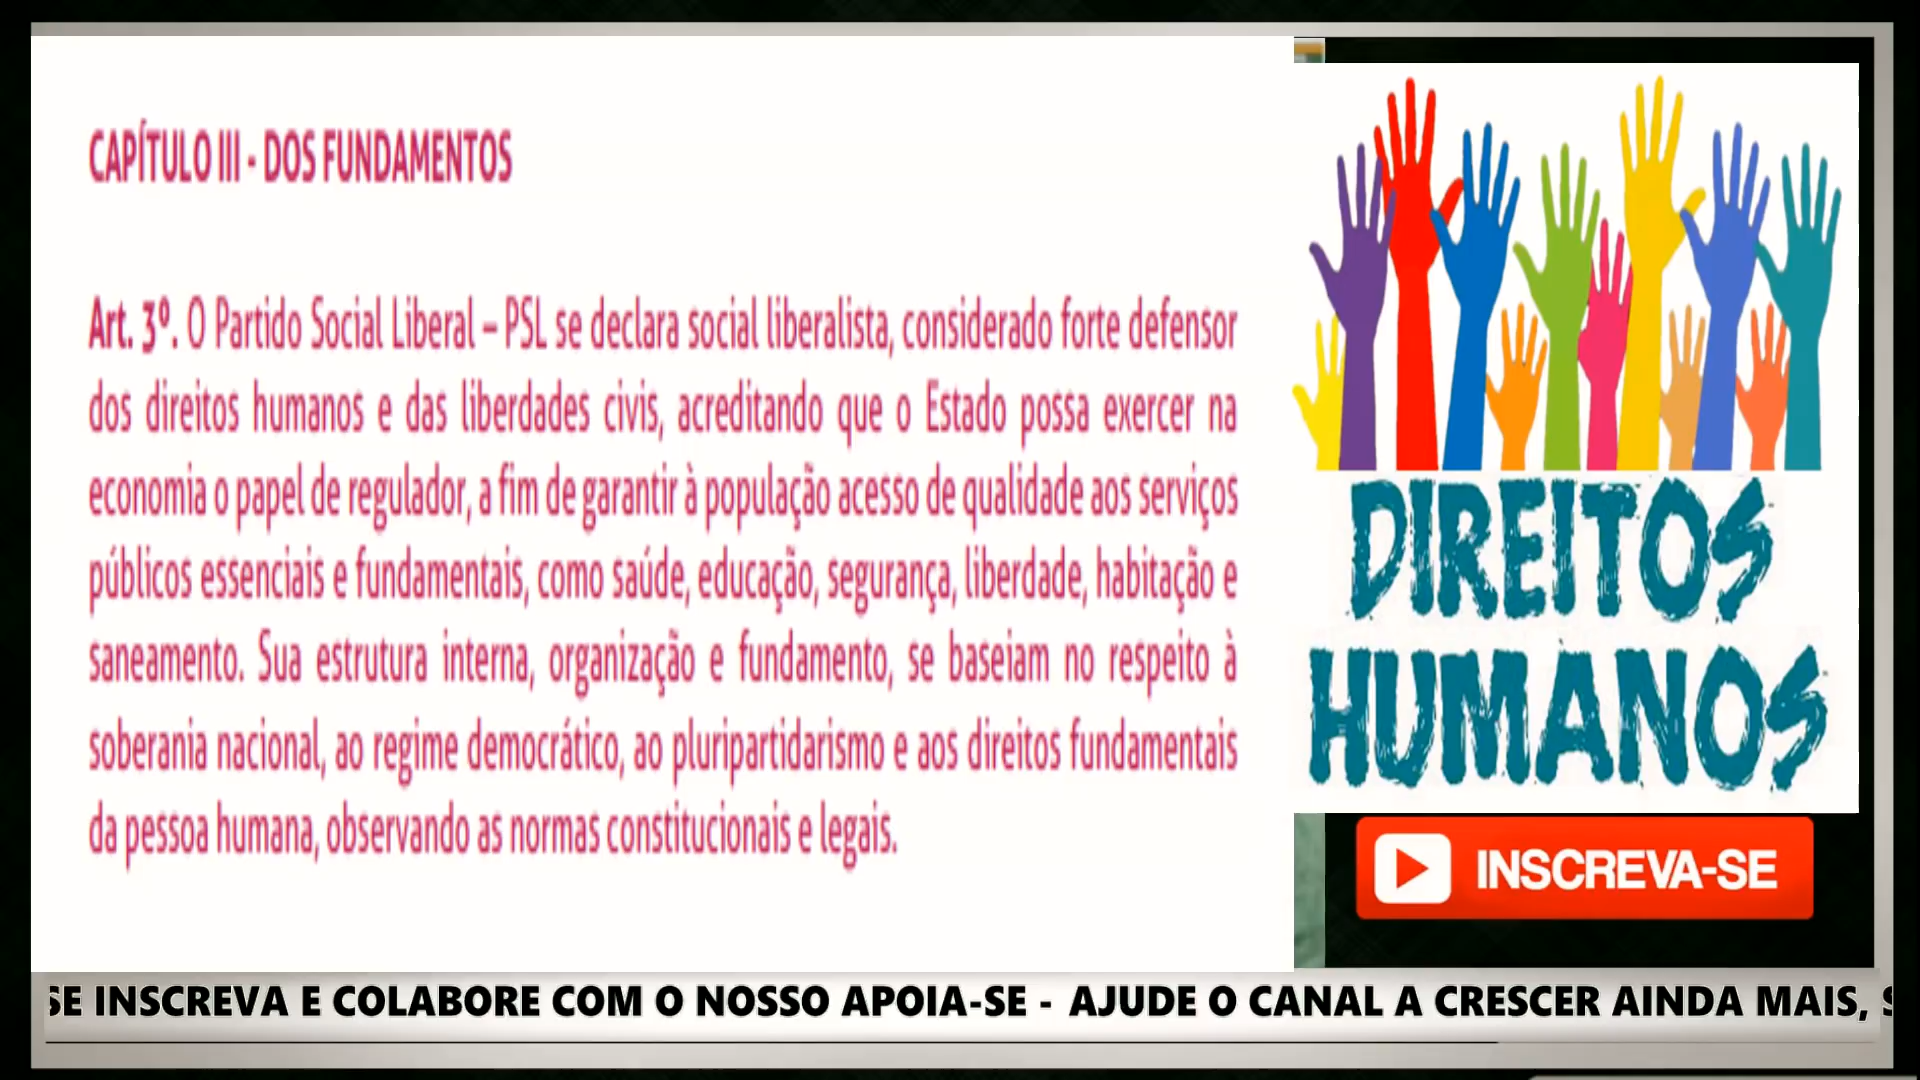 CAPÍTULO III - DOS FUNDAMENTOS
Art. 3º. O Partido Social Liberal – PSL se declara social liberalista, considerado forte defensor
dos direitos humanos e das liberdades civis, acreditando que o Estado possa exercer na
economia o papel de regulador, a fim de garantir à população acesso de qualidade aos serviços
públicos essenciais e fundamentais, como saúde, educação, segurança, liberdade, habitação e
saneamento. Sua estrutura interna, organização e fundamento, se baseiam no respeito à
soberania nacional, ao regime democrático, ao pluripartidarismo e aos direitos fundamentais
da pessoa humana, observando as normas constitucionais e legais.
DIREITOS
HUMANOS
INSCREVA-SE
SE INSCREVA E COLABORE COM O NOSSO APOIA-SE - AJUDE O CANAL A CRESCER AINDA MAIS,